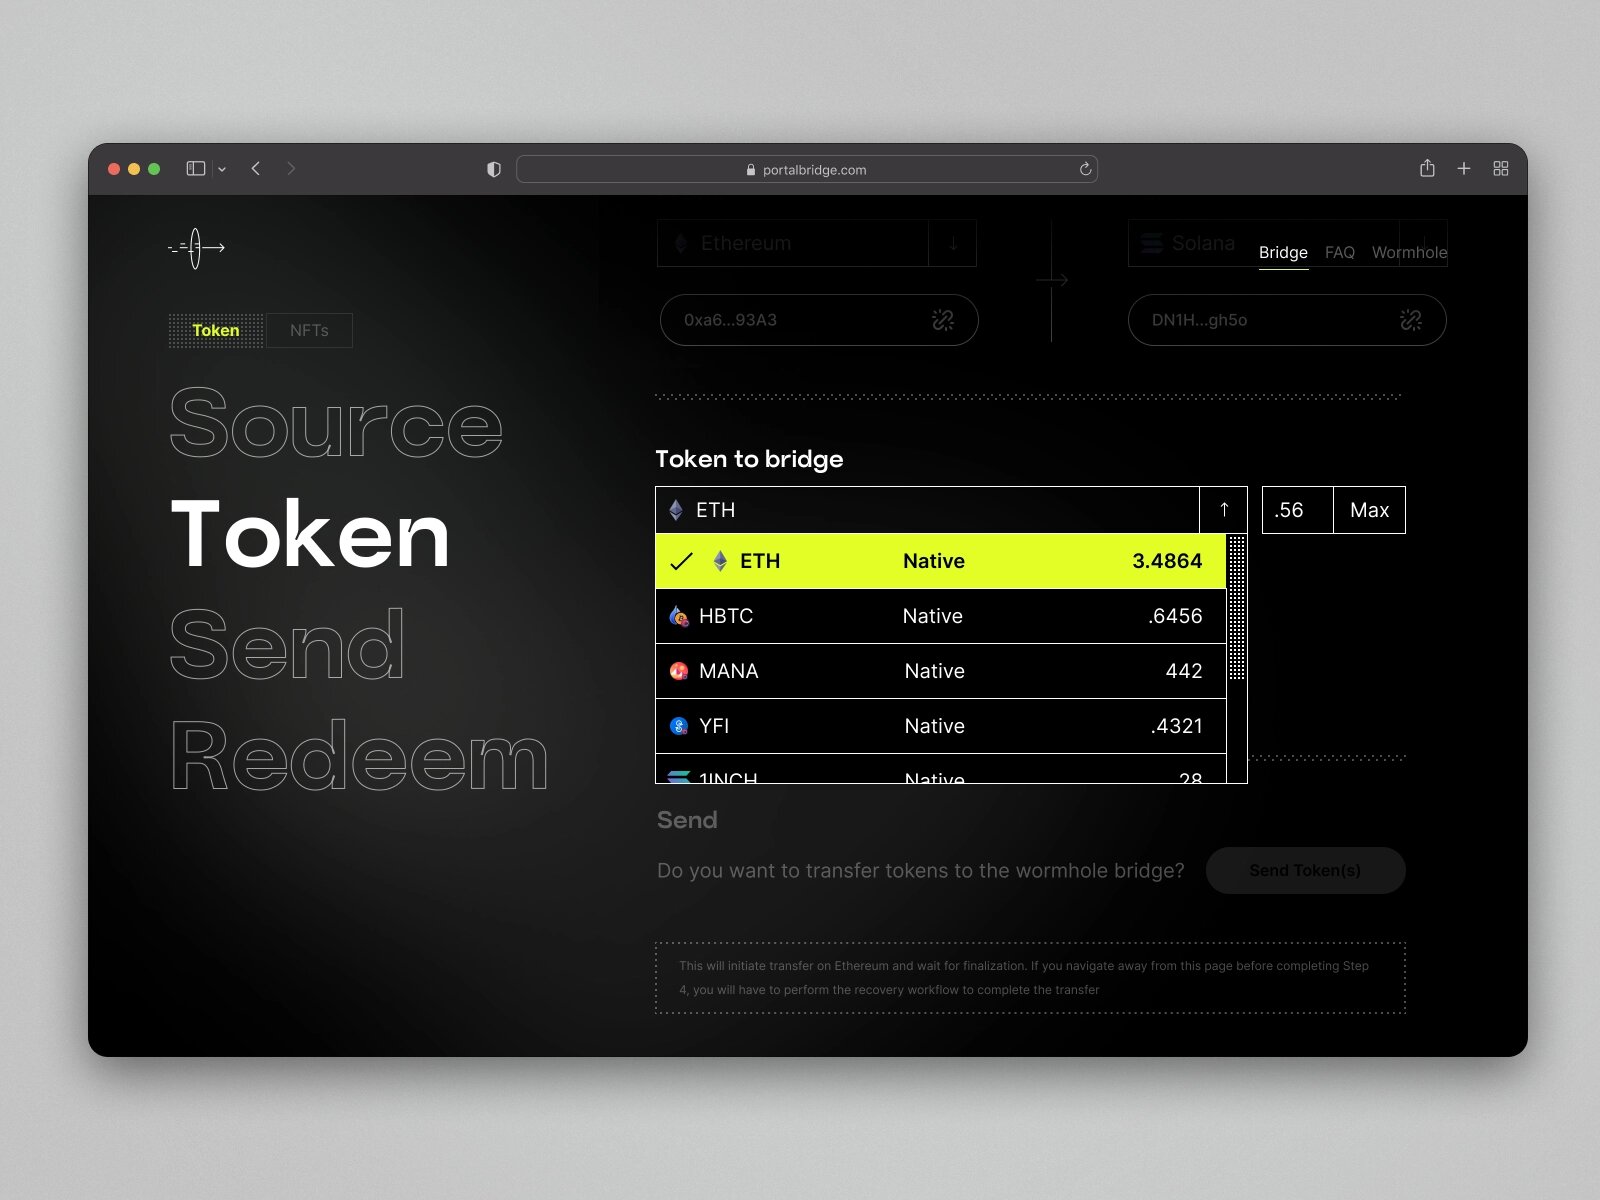 portalbridge.com
Ethereum
Solana
Bridge FAQ Wormhole
0xa6...93A3
DN1H...gh5o
Token NFTs
Source
Token
Send
Redeem
Token to bridge
ETH
.56 Max
ETH Native 3.4864
HBTC Native .6456
MANA Native 442
YFI Native .4321
1INCH Native 28
Send
Do you want to transfer tokens to the wormhole bridge?
Send Token(s)
This will initiate transfer on Ethereum and wait for finalization. If you navigate away from this page before completing Step
4, you will have to perform the recovery workflow to complete the transfer